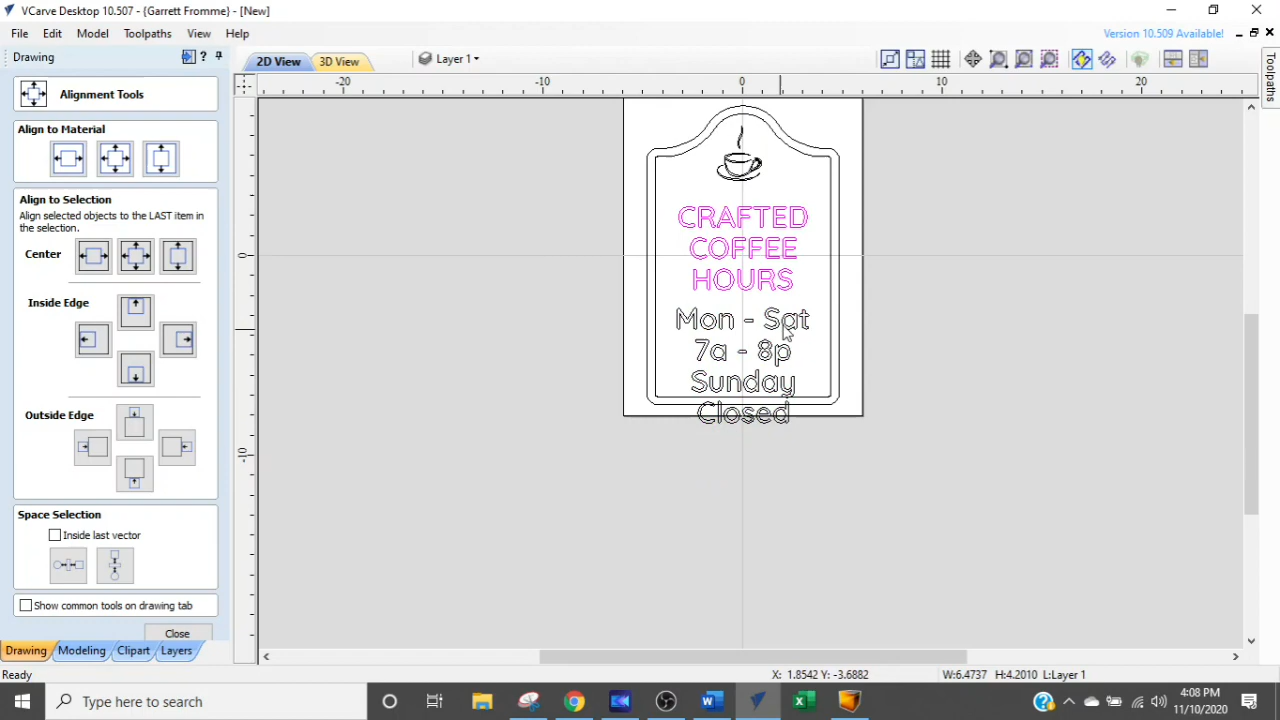 VCarve Desktop 10.507 - {Garrett Fromme} - [New]
File Edit Model Toolpaths View Help
Version 10.509 Available!
Drawing
2D View 3D View
Layer 1
Toolpaths
Alignment Tools
-20 -10 0 10 20
Align to Material
Align to Selection
Align selected objects to the LAST item in
the selection.
Center
Inside Edge
Outside Edge
Space Selection
Inside last vector
Show common tools on drawing tab
Close
0
-10
CRAFTED
COFFEE
HOURS
Mon - Sat
7a - 8p
Sunday
Closed
Drawing Modeling Clipart Layers
Ready
X: 1.8542 Y: -3.6882
W:6.4737 H:4.2010 L:Layer 1
Type here to search
4:08 PM
11/10/2020